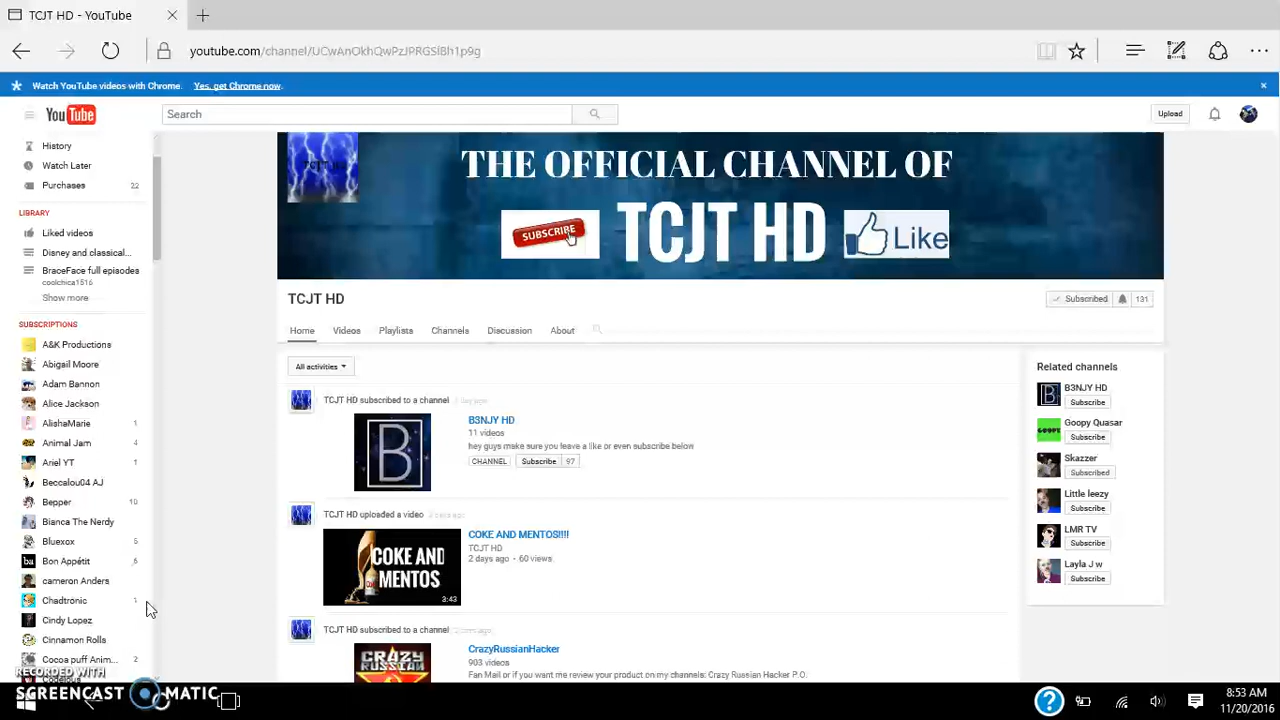 TCJT HD - YouTube
youtube.com/channel/UCwAnOkhQwPzJPRGSlBh1p9g
Watch YouTube videos with Chrome. Yes, get Chrome now.
YouTube
Search
Upload
History
Watch Later
Purchases 22
LIBRARY
Liked videos
Disney and classical...
BraceFace full episodes
coolchica1516
Show more
SUBSCRIPTIONS
A&K Productions
Abigail Moore
Adam Bannon
Alice Jackson
AlishaMarie 1
Animal Jam 4
Ariel YT 1
Beccalou04 AJ
Bepper 10
Bianca The Nerdy
Bluexox 5
Bon Appétit 6
cameron Anders
Chadtronic 1
Cindy Lopez
Cinnamon Rolls
Cocoa puff Anim... 2
THE OFFICIAL CHANNEL OF
SUBSCRIBE TCJT HD Like
TCJT HD
Subscribed 131
Home Videos Playlists Channels Discussion About
All activities
TCJT HD subscribed to a channel
B
B3NJY HD
11 videos
hey guys make sure you leave a like or even subscribe below
CHANNEL Subscribe 97
TCJT HD uploaded a video 2 days ago
COKE AND MENTOS
3:43
COKE AND MENTOS!!!!
TCJT HD
2 days ago • 60 views
TCJT HD subscribed to a channel
CRAZY RUSSIAN
CrazyRussianHacker
903 videos
Fan Mail or if you want me review your product on my channels: Crazy Russian Hacker P.O.
Related channels
B3NJY HD
Subscribe
Goopy Quasar
Subscribe
Skazzer
Subscribed
Little leezy
Subscribe
LMR TV
Subscribe
Layla J w
Subscribe
RECORDED WITH
SCREENCAST MATIC
8:53 AM
11/20/2016